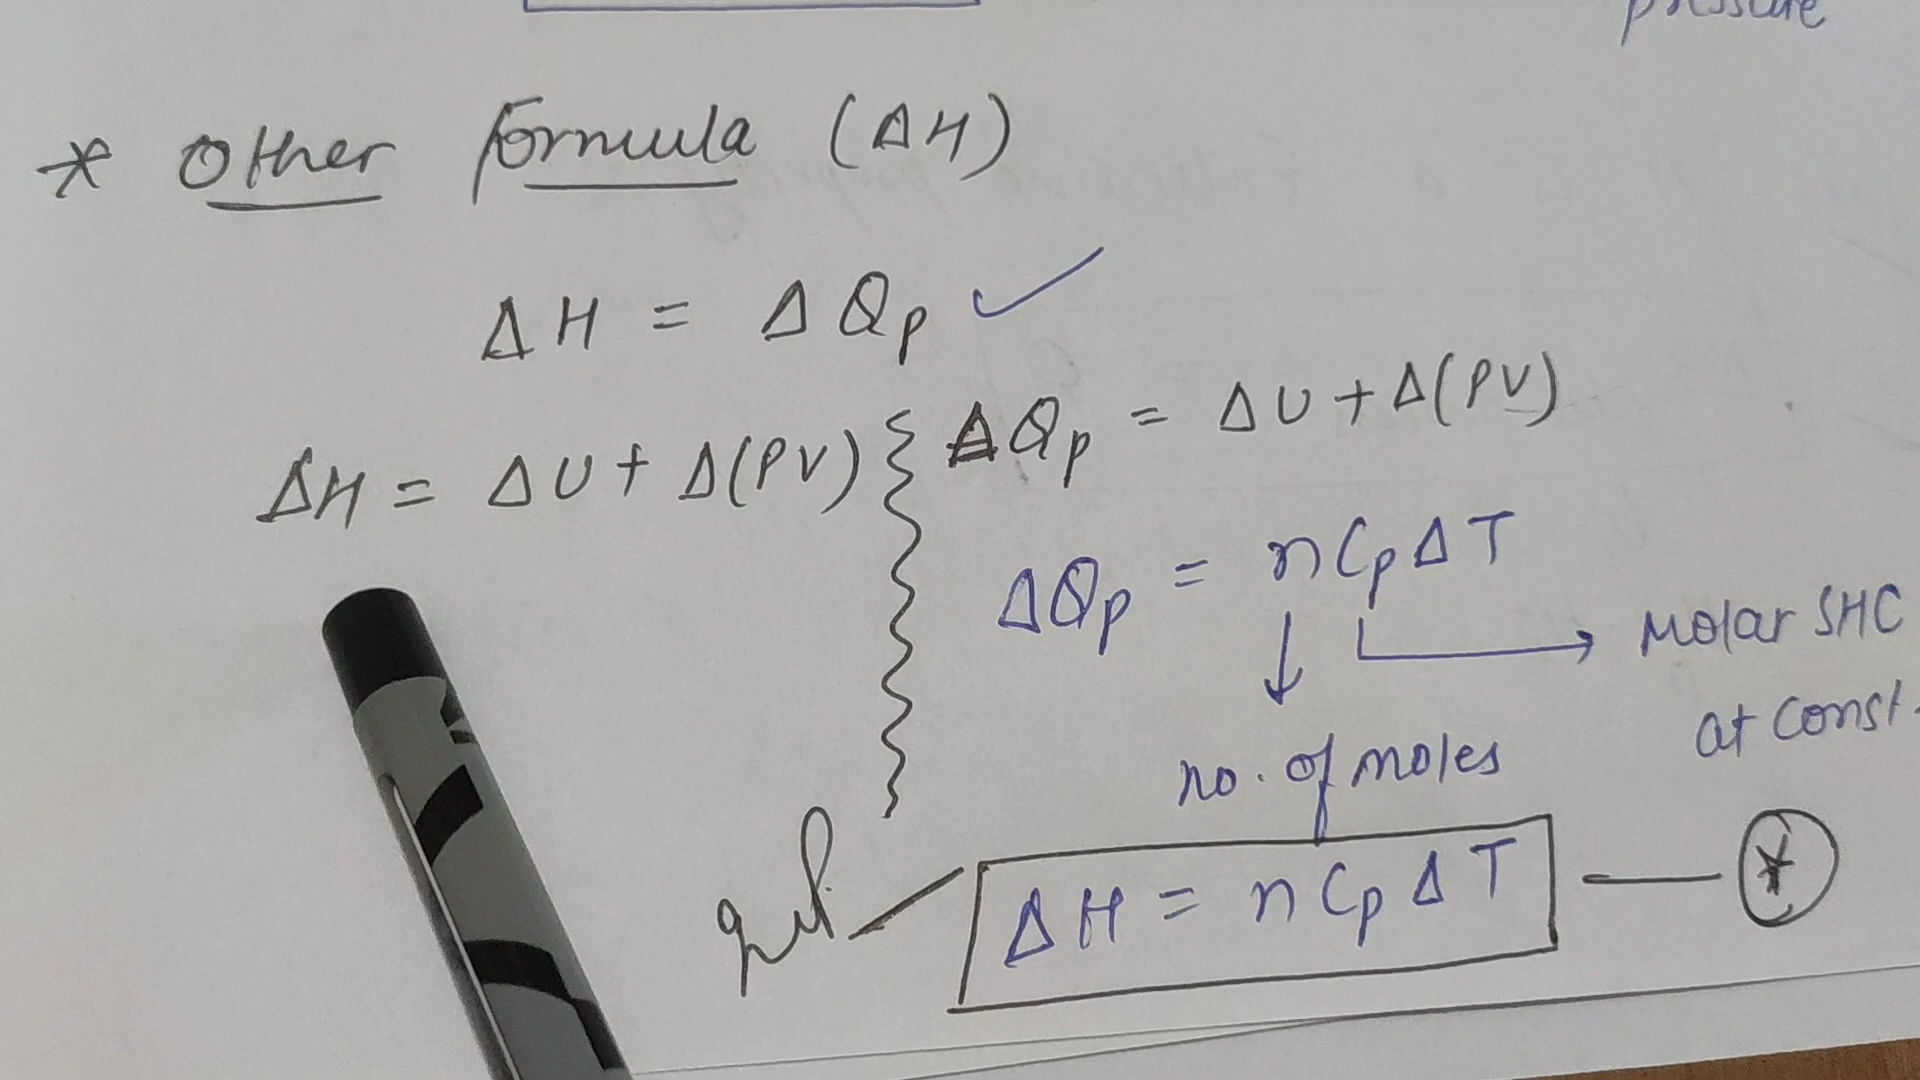 pressure
* Other formula (ΔH)
ΔH = ΔQp ✓
ΔH = ΔU + Δ(PV)
ΔQp = ΔU + Δ(PV)
ΔQp = nCpΔT
↓ → Molar SHC
at const.
no. of moles
ΔH = nCpΔT — *